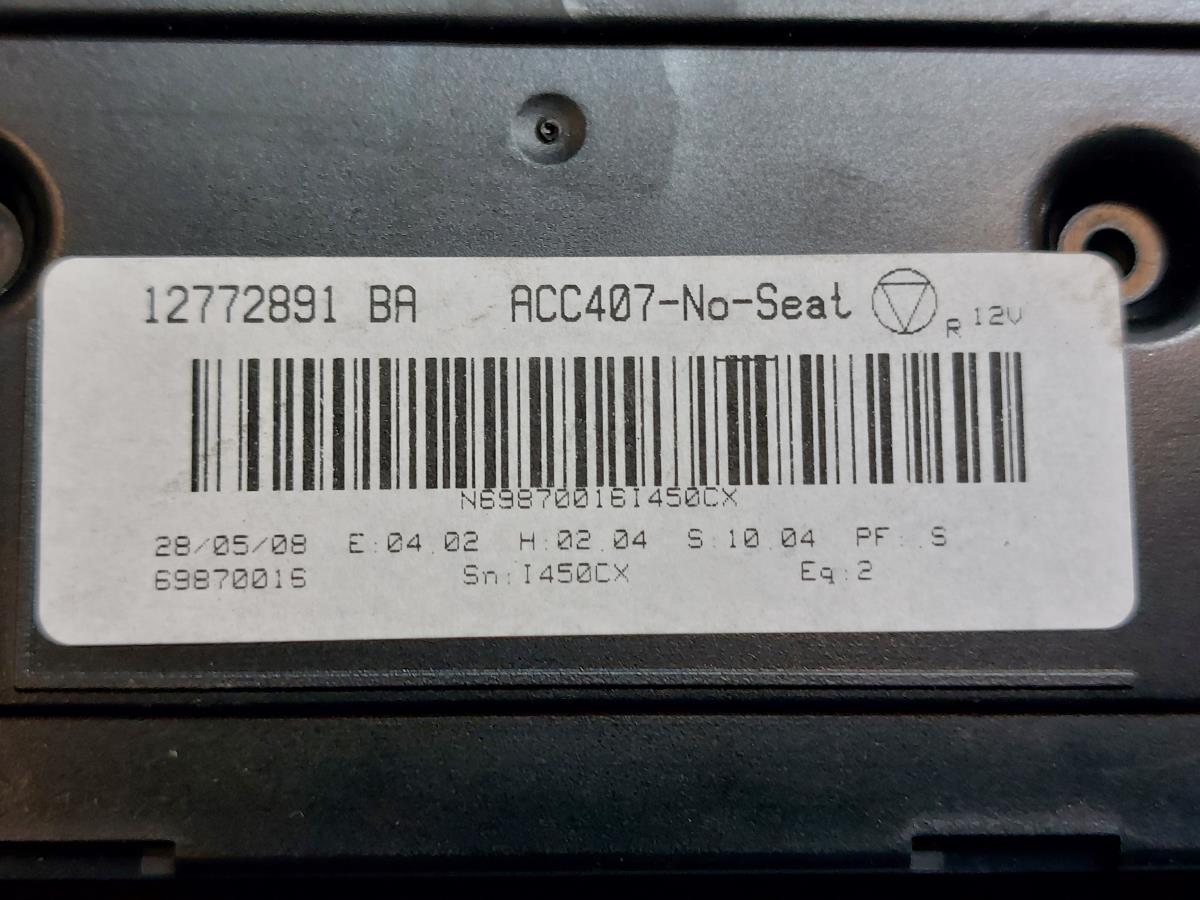 12772891 BA ACC407-No-Seat R 12V
N69870016I450CX
28/05/08 E:04.02 H:02.04 S:10.04 PF:.S
69870016 Sn:I450CX Eq:2